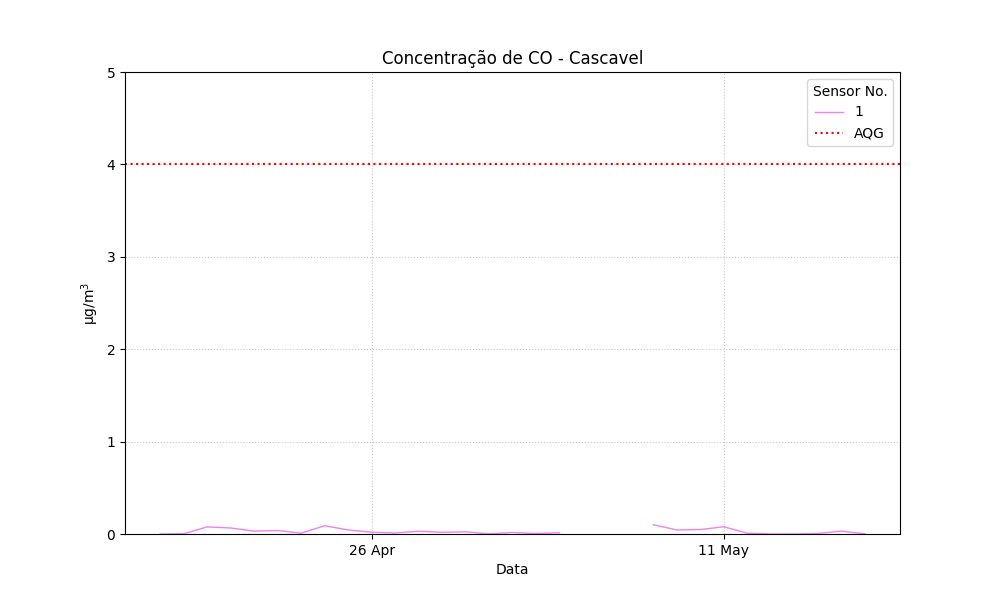 Concentração de CO - Cascavel
5
4
3
2
1
0
µg/m³
26 Apr
11 May
Data
Sensor No.
1
AQG